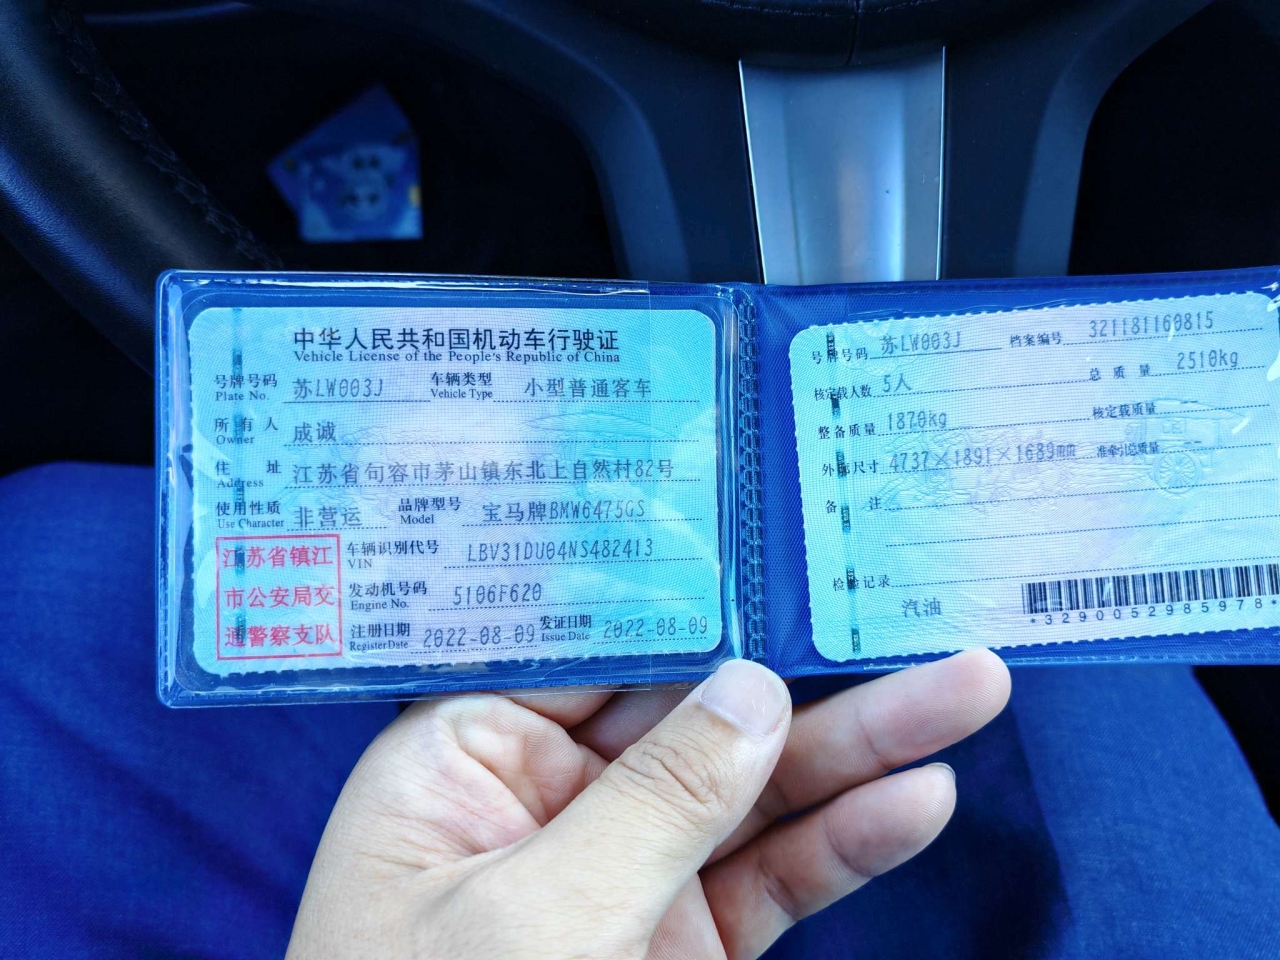 中华人民共和国机动车行驶证
Vehicle License of the People's Republic of China
号牌号码 苏LW003J 车辆类型 小型普通客车
Plate No. Vehicle Type
所有人 成诚
Owner
住址 江苏省句容市茅山镇东北上自然村82号
Address
使用性质 非营运 品牌型号 宝马牌BMW6475GS
Use Character Model
江苏省镇江
市公安局交
通警察支队
车辆识别代号 LBV31DU04NS482413
VIN
发动机号码 5106F620
Engine No.
注册日期 2022-08-09 发证日期 2022-08-09
Register Date Issue Date
号牌号码 苏LW003J 档案编号 321181160815
核定载人数 5人 总质量 2510kg
整备质量 1870kg 核定载质量
外廓尺寸 4737×1891×1689mm 准牵引总质量
备注
检验记录
汽油
*3290052985978*